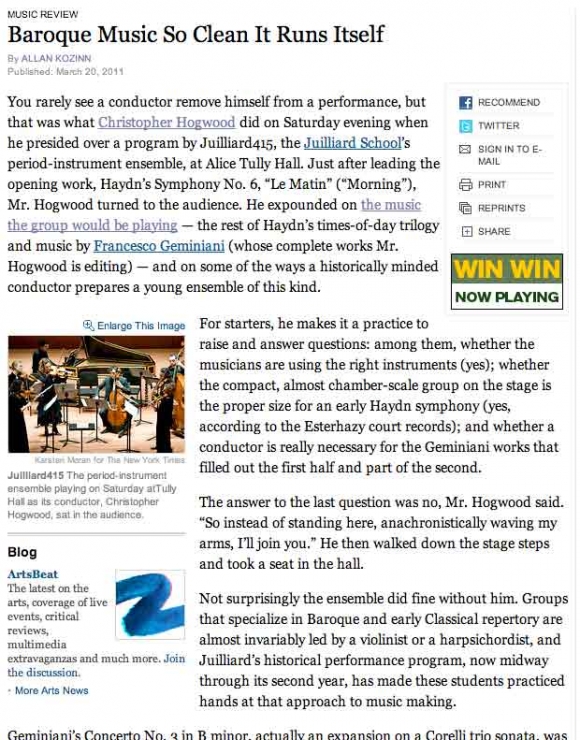 MUSIC REVIEW
Baroque Music So Clean It Runs Itself
By ALLAN KOZINN
Published: March 20, 2011
You rarely see a conductor remove himself from a performance, but
that was what Christopher Hogwood did on Saturday evening when
he presided over a program by Juilliard415, the Juilliard School's
period-instrument ensemble, at Alice Tully Hall. Just after leading the
opening work, Haydn's Symphony No. 6, “Le Matin” (“Morning”),
Mr. Hogwood turned to the audience. He expounded on the music
the group would be playing — the rest of Haydn's times-of-day trilogy
and music by Francesco Geminiani (whose complete works Mr.
Hogwood is editing) — and on some of the ways a historically minded
conductor prepares a young ensemble of this kind.
RECOMMEND
TWITTER
SIGN IN TO E-
MAIL
PRINT
REPRINTS
SHARE
WIN WIN
NOW PLAYING
Enlarge This Image
Karsten Moran for The New York Times
Juilliard415 The period-instrument
ensemble playing on Saturday atTully
Hall as its conductor, Christopher
Hogwood, sat in the audience.
Blog
ArtsBeat
The latest on the
arts, coverage of live
events, critical
reviews,
multimedia
extravaganzas and much more. Join
the discussion.
· More Arts News
For starters, he makes it a practice to
raise and answer questions: among them, whether the
musicians are using the right instruments (yes); whether
the compact, almost chamber-scale group on the stage is
the proper size for an early Haydn symphony (yes,
according to the Esterhazy court records); and whether a
conductor is really necessary for the Geminiani works that
filled out the first half and part of the second.
The answer to the last question was no, Mr. Hogwood said.
“So instead of standing here, anachronistically waving my
arms, I'll join you.” He then walked down the stage steps
and took a seat in the hall.
Not surprisingly the ensemble did fine without him. Groups
that specialize in Baroque and early Classical repertory are
almost invariably led by a violinist or a harpsichordist, and
Juilliard's historical performance program, now midway
through its second year, has made these students practiced
hands at that approach to music making.
Geminiani's Concerto No. 3 in B minor, actually an expansion on a Corelli trio sonata, was